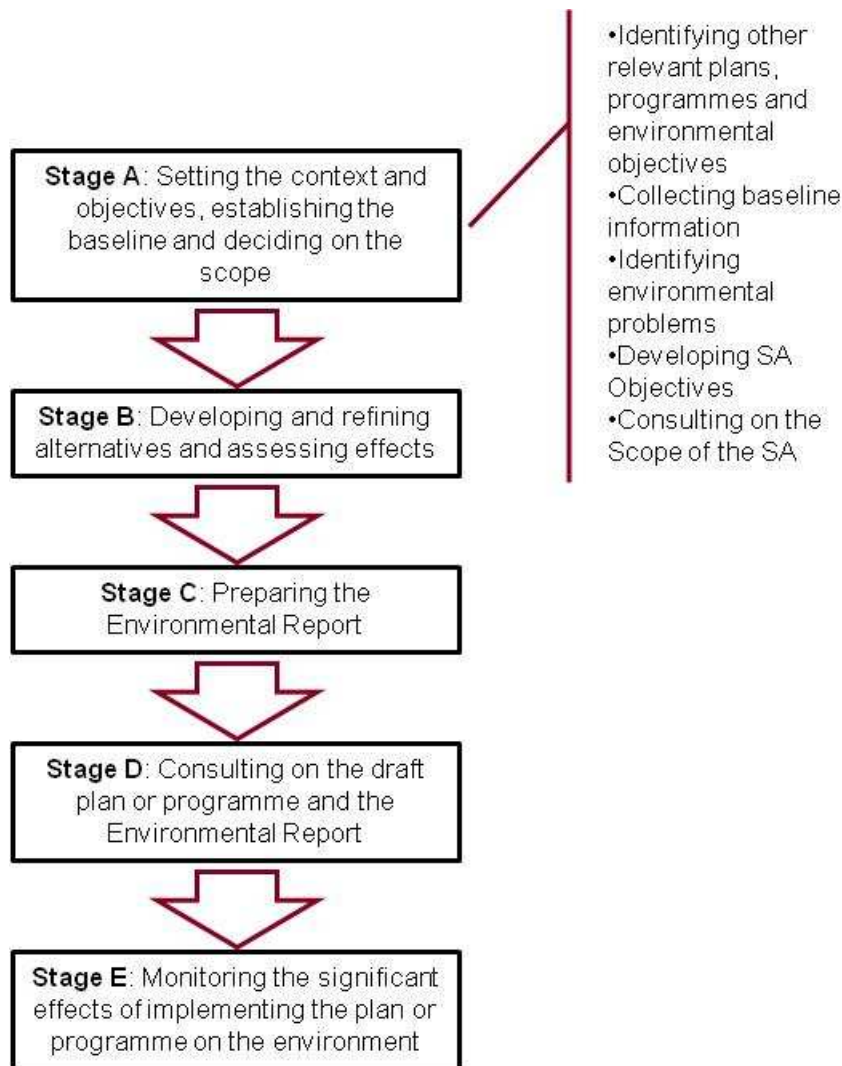 Stage A: Setting the context and
objectives, establishing the
baseline and deciding on the
scope
•Identifying other
relevant plans,
programmes and
environmental
objectives
•Collecting baseline
information
•Identifying
environmental
problems
•Developing SA
Objectives
•Consulting on the
Scope of the SA
Stage B: Developing and refining
alternatives and assessing effects
Stage C: Preparing the
Environmental Report
Stage D: Consulting on the draft
plan or programme and the
Environmental Report
Stage E: Monitoring the significant
effects of implementing the plan or
programme on the environment